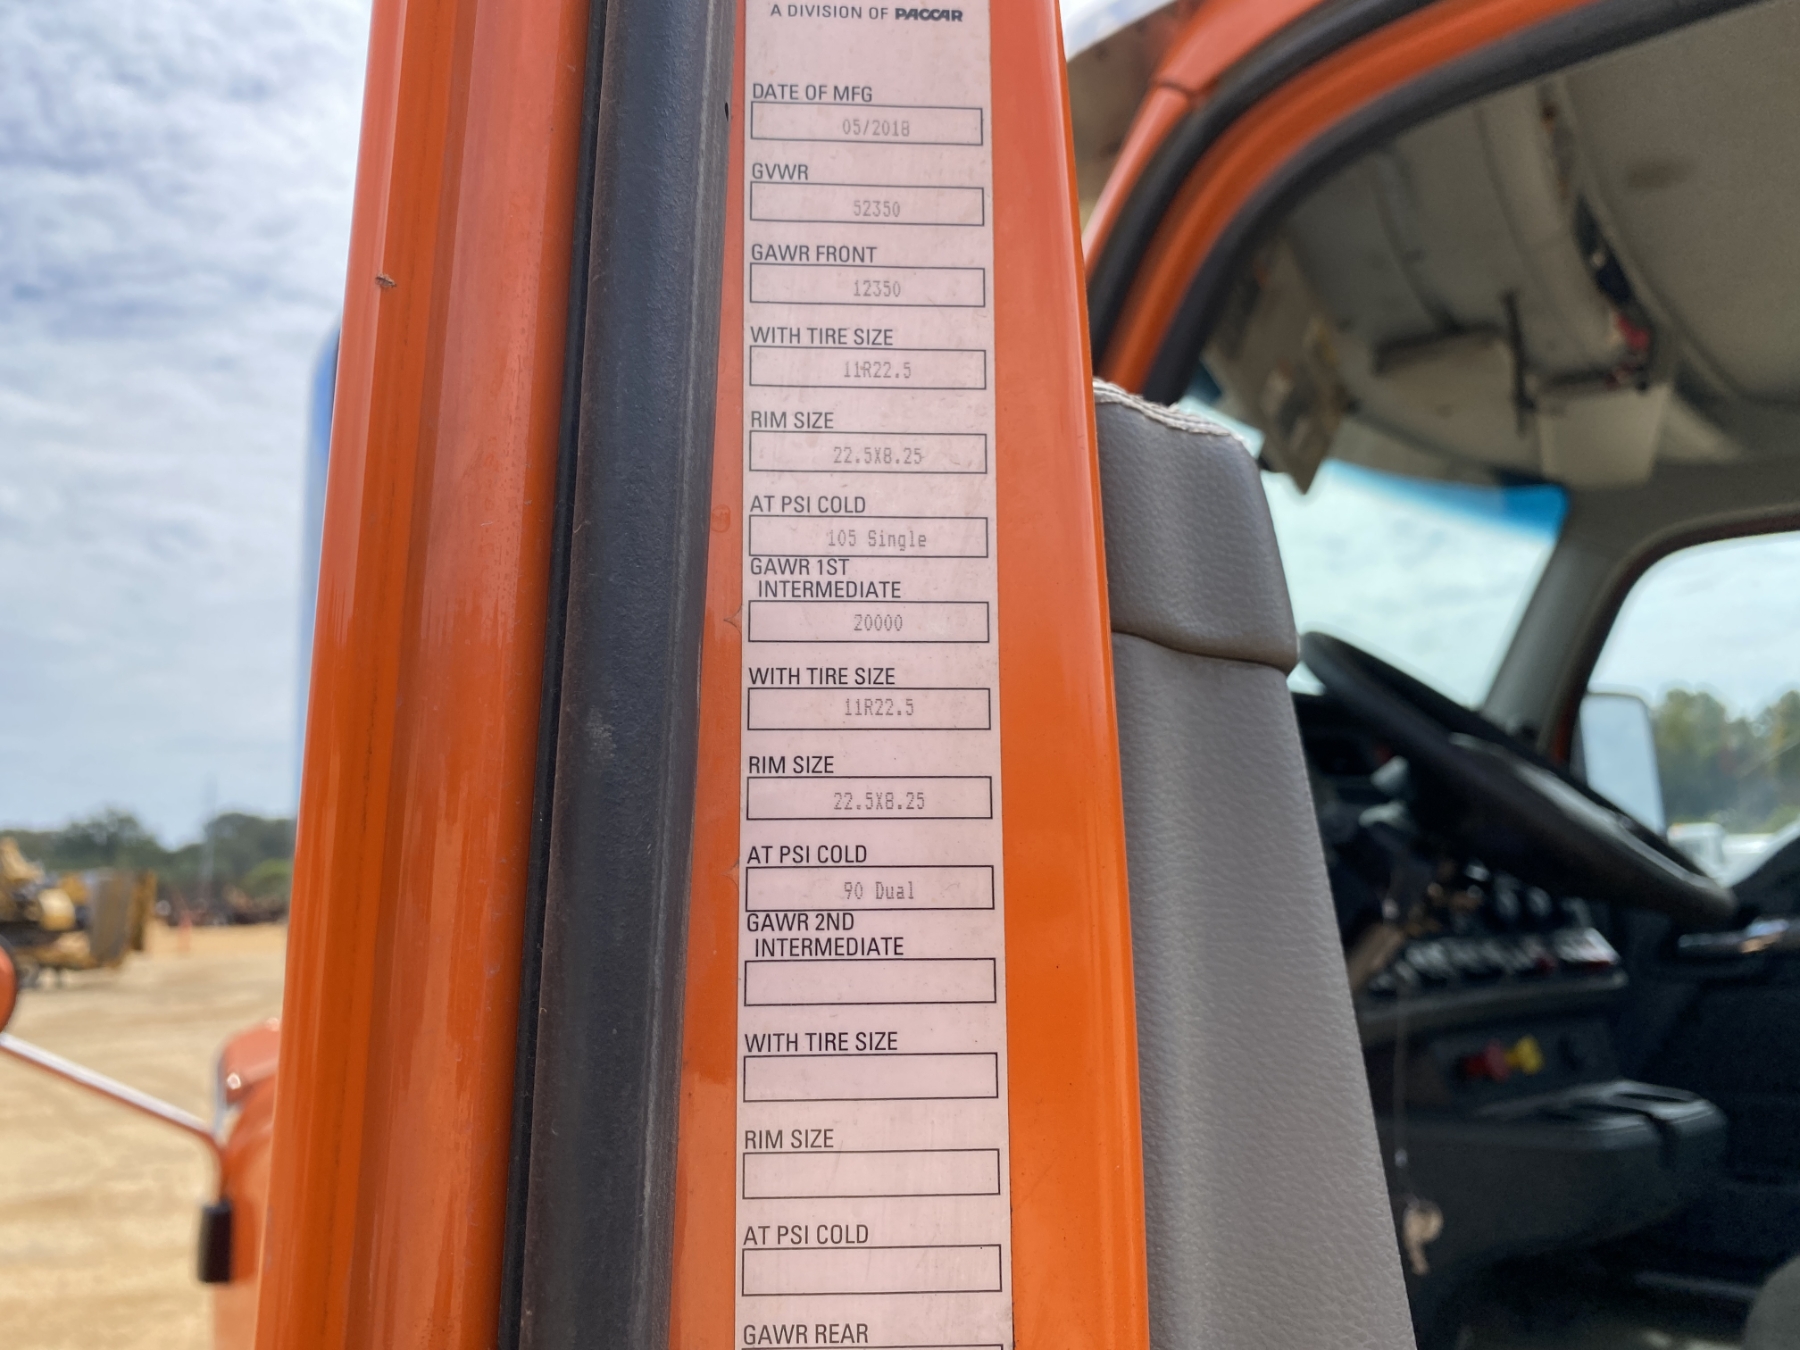 A DIVISION OF PACCAR
DATE OF MFG
05/2018
GVWR
52350
GAWR FRONT
12350
WITH TIRE SIZE
11R22.5
RIM SIZE
22.5X8.25
AT PSI COLD
105 Single
GAWR 1ST
INTERMEDIATE
20000
WITH TIRE SIZE
11R22.5
RIM SIZE
22.5X8.25
AT PSI COLD
90 Dual
GAWR 2ND
INTERMEDIATE
WITH TIRE SIZE
RIM SIZE
AT PSI COLD
GAWR REAR